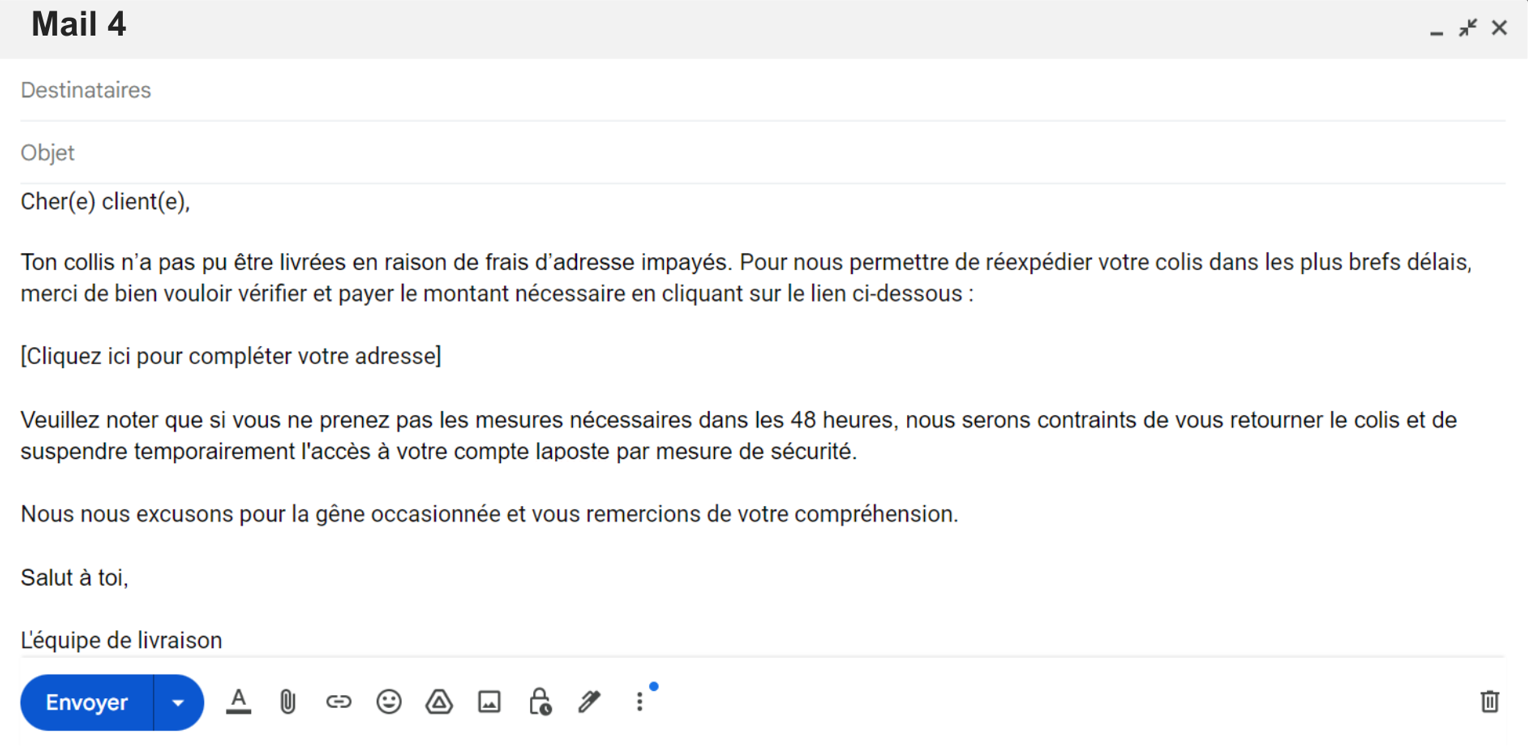 Mail 4
Destinataires
Objet
Cher(e) client(e),
Ton collis n’a pas pu être livrées en raison de frais d’adresse impayés. Pour nous permettre de réexpédier votre colis dans les plus brefs délais,
merci de bien vouloir vérifier et payer le montant nécessaire en cliquant sur le lien ci-dessous :
[Cliquez ici pour compléter votre adresse]
Veuillez noter que si vous ne prenez pas les mesures nécessaires dans les 48 heures, nous serons contraints de vous retourner le colis et de
suspendre temporairement l'accès à votre compte laposte par mesure de sécurité.
Nous nous excusons pour la gêne occasionnée et vous remercions de votre compréhension.
Salut à toi,
L'équipe de livraison
Envoyer